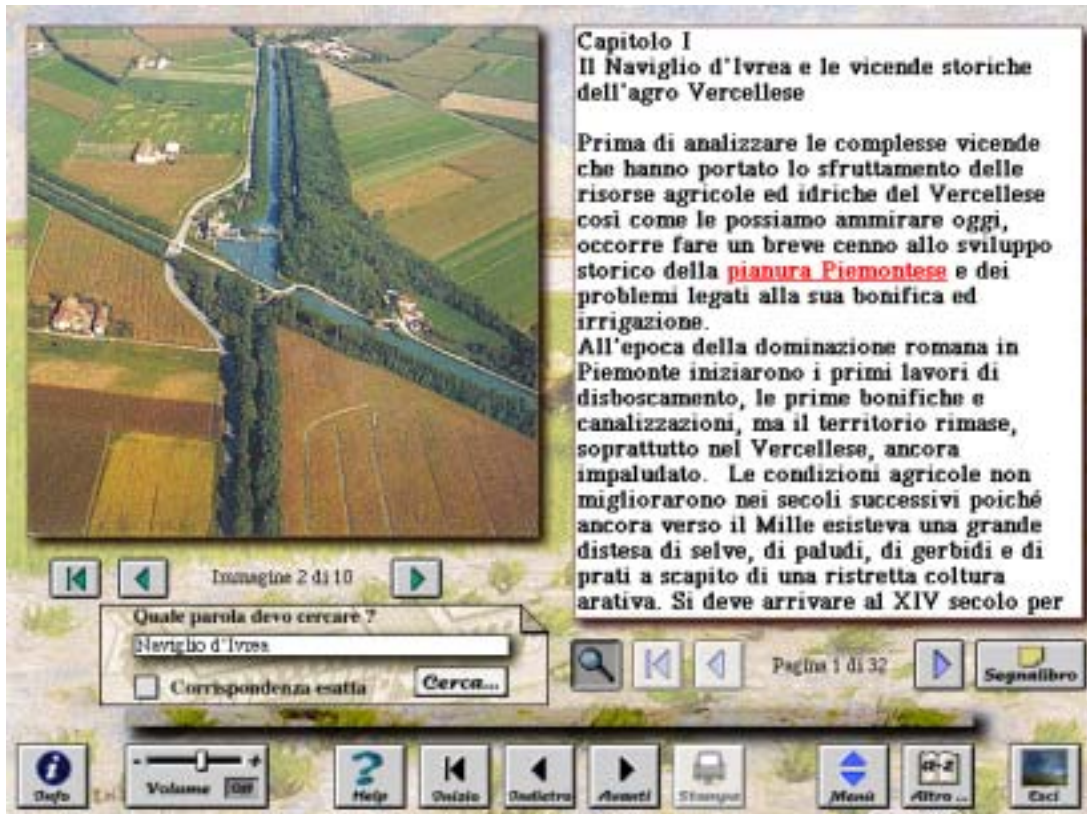 Capitolo I
Il Naviglio d'Ivrea e le vicende storiche
dell'agro Vercellese
Prima di analizzare le complesse vicende
che hanno portato lo sfruttamento delle
risorse agricole ed idriche del Vercellese
così come le possiamo ammirare oggi,
occorre fare un breve cenno allo sviluppo
storico della pianura Piemontese e dei
problemi legati alla sua bonifica ed
irrigazione.
All'epoca della dominazione romana in
Piemonte iniziarono i primi lavori di
disboscamento, le prime bonifiche e
canalizzazioni, ma il territorio rimase,
soprattutto nel Vercellese, ancora
impaludato. Le condizioni agricole non
migliorarono nei secoli successivi poiché
ancora verso il Mille esisteva una grande
distesa di selve, di paludi, di gerbidi e di
prati a scapito di una ristretta coltura
arativa. Si deve arrivare al XIV secolo per
Immagine 2 di 10
Quale parola devo cercare ?
Naviglio d'Ivrea
Corrispondenza esatta
Cerca...
Pagina 1 di 32
Segnalibro
Info
- +
Volume Off
?
Help
Inizio
Indietro
Avanti
Stampa
Menù
a-z
Altro ...
Esci